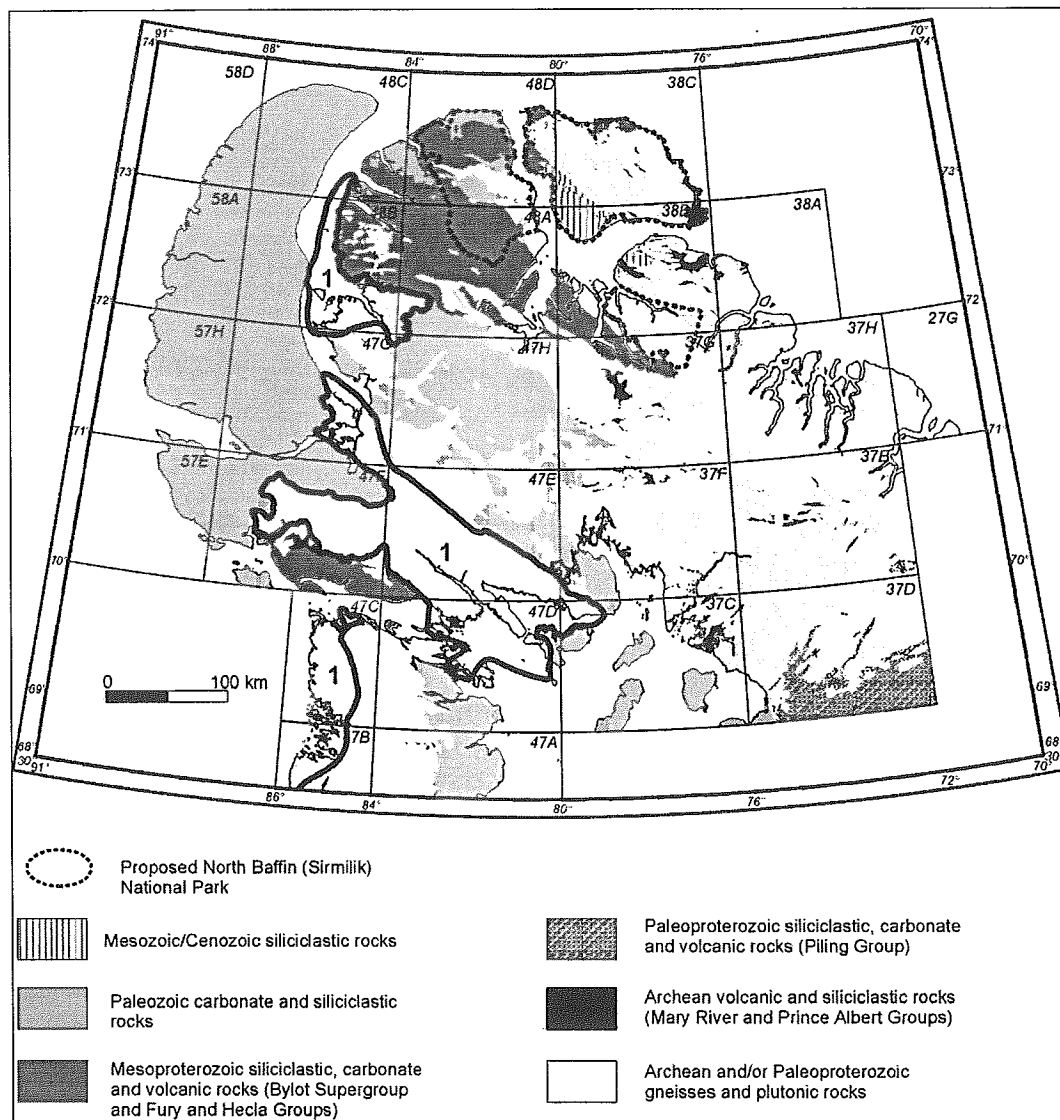 91° 88° 84° 80° 76° 70°
74 74
58D 48C 48D 38C
73 73
58A 48A 38B 38A
1
72 72
57H 47G 47H 37H 27G
71 71
57E 47F 47E 37F 37E
1
70° 70°
47C 47D 37C 37D
1
0 100 km
69° 69°
7B 47A
68° 68
30 30
91° 86° 84° 80° 76° 72° 70°
Proposed North Baffin (Sirmilik)
National Park
Mesozoic/Cenozoic siliciclastic rocks
Paleozoic carbonate and siliciclastic
rocks
Mesoproterozoic siliciclastic, carbonate
and volcanic rocks (Bylot Supergroup
and Fury and Hecla Groups)
Paleoproterozoic siliciclastic, carbonate
and volcanic rocks (Piling Group)
Archean volcanic and siliciclastic rocks
(Mary River and Prince Albert Groups)
Archean and/or Paleoproterozoic
gneisses and plutonic rocks